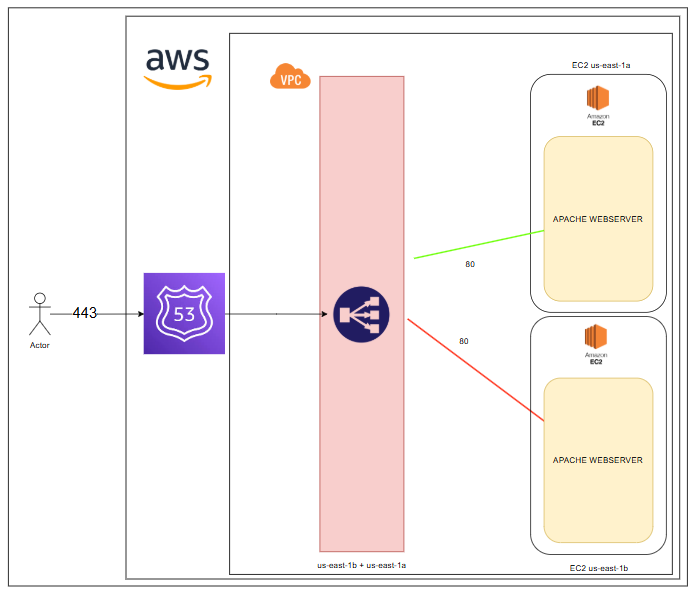 aws
VPC
EC2 us-east-1a
Amazon
EC2
APACHE WEBSERVER
80
443
53
Actor
80
Amazon
EC2
APACHE WEBSERVER
us-east-1b + us-east-1a
EC2 us-east-1b